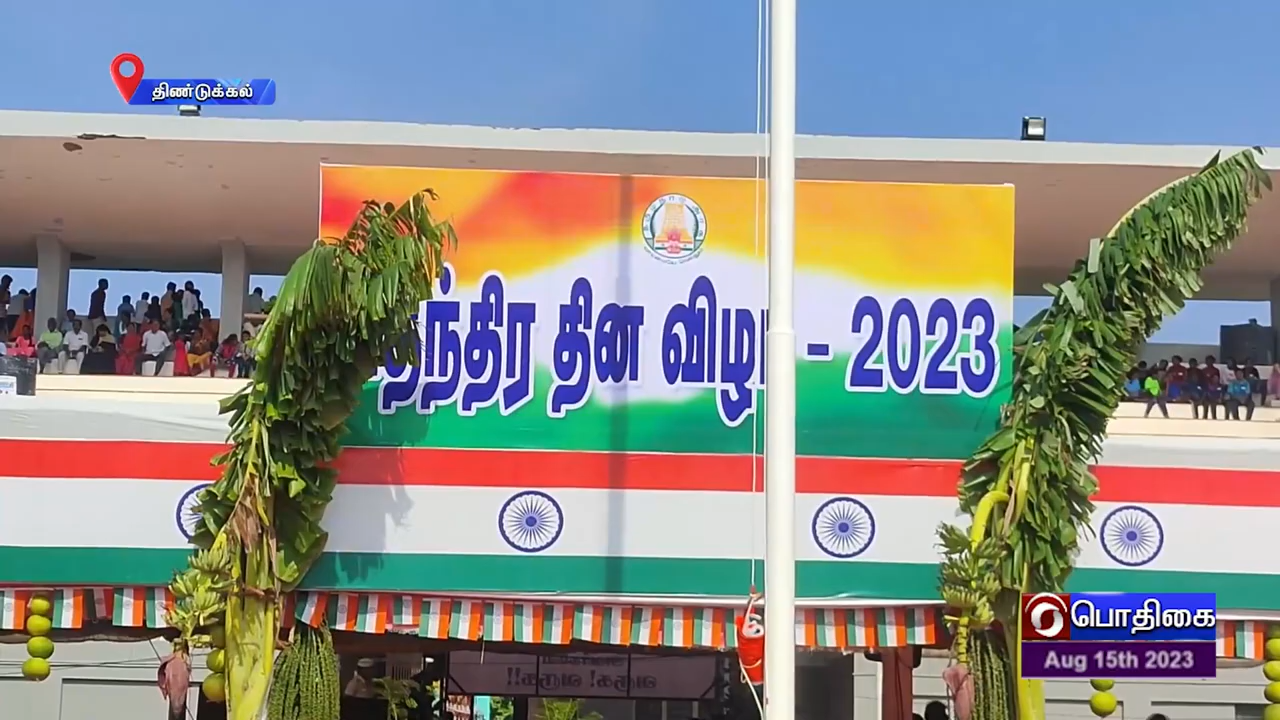 திண்டுக்கல்
தின விழா - 2023
பொதிகை
Aug 15th 2023